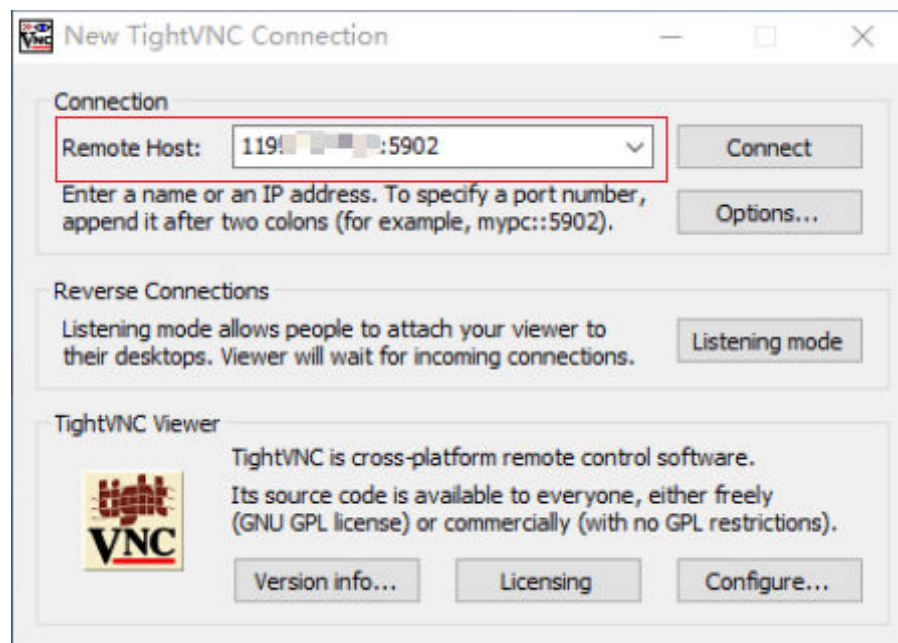 New TightVNC Connection
Connection
Remote Host:
:5902
Connect
Enter a name or an IP address. To specify a port number,
append it after two colons (for example, mypc::5902).
Options...
Reverse Connections
Listening mode allows people to attach your viewer to
their desktops. Viewer will wait for incoming connections.
Listening mode
TightVNC Viewer
TightVNC is cross-platform remote control software.
Its source code is available to everyone, either freely
(GNU GPL license) or commercially (with no GPL restrictions).
tight
VNC
Version info...
Licensing
Configure...